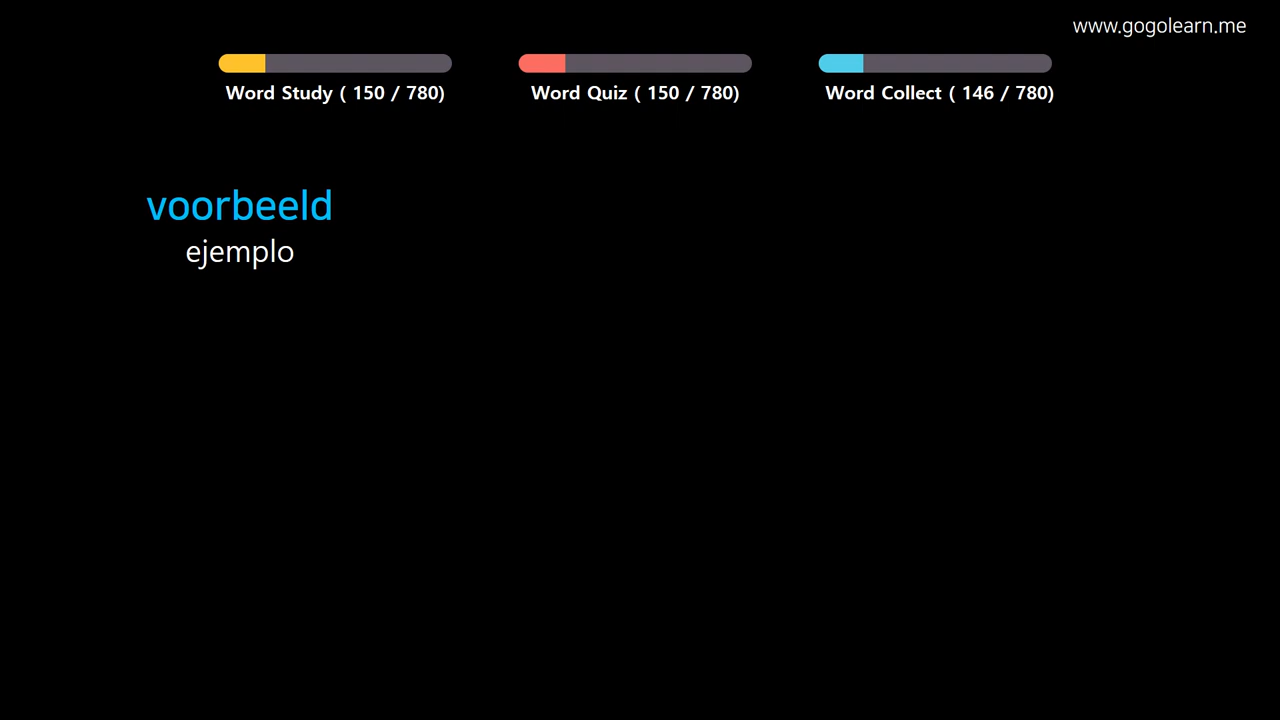 www.gogolearn.me
Word Study ( 150 / 780)
Word Quiz ( 150 / 780)
Word Collect ( 146 / 780)
voorbeeld
ejemplo